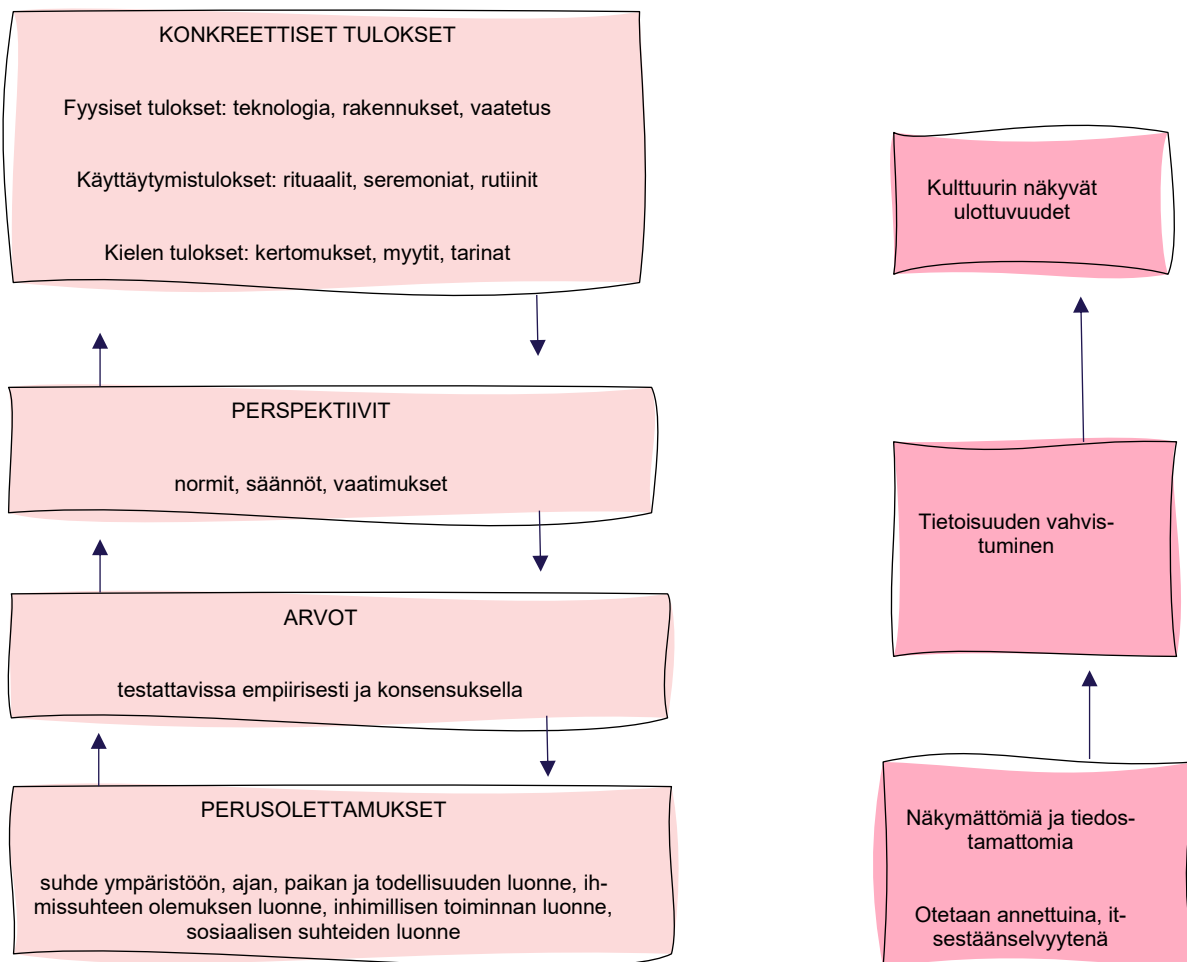 KONKREETTISET TULOKSET
Fyysiset tulokset: teknologia, rakennukset, vaatetus
Käyttäytymistulokset: rituaalit, seremoniat, rutiinit
Kielen tulokset: kertomukset, myytit, tarinat
PERSPEKTIIVIT
normit, säännöt, vaatimukset
ARVOT
testattavissa empiirisesti ja konsensuksella
PERUSOLETTAMUKSET
suhde ympäristöön, ajan, paikan ja todellisuuden luonne, ih-
missuhteen olemuksen luonne, inhimillisen toiminnan luonne,
sosiaalisen suhteiden luonne
Kulttuurin näkyvät
ulottuvuudet
Tietoisuuden vahvis-
tuminen
Näkymättömiä ja tiedos-
tamattomia
Otetaan annettuina, it-
sestäänselvyytenä